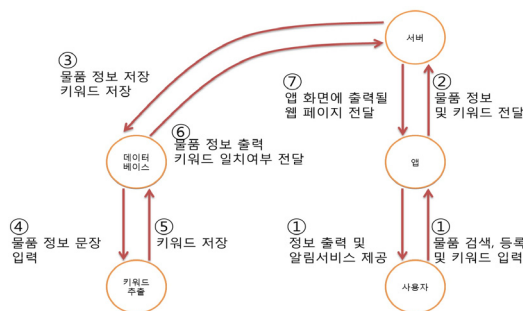 서버
③
물품 정보 저장
키워드 저장
⑦
앱 화면에 출력될
웹 페이지 전달
②
물품 정보
및 키워드 전달
⑥
물품 정보 출력
키워드 일치여부 전달
데이터
베이스
앱
④
물품 정보 문장
입력
⑤
키워드 저장
①
정보 출력 및
알림서비스 제공
①
물품 검색, 등록
및 키워드 입력
키워드
추출
사용자